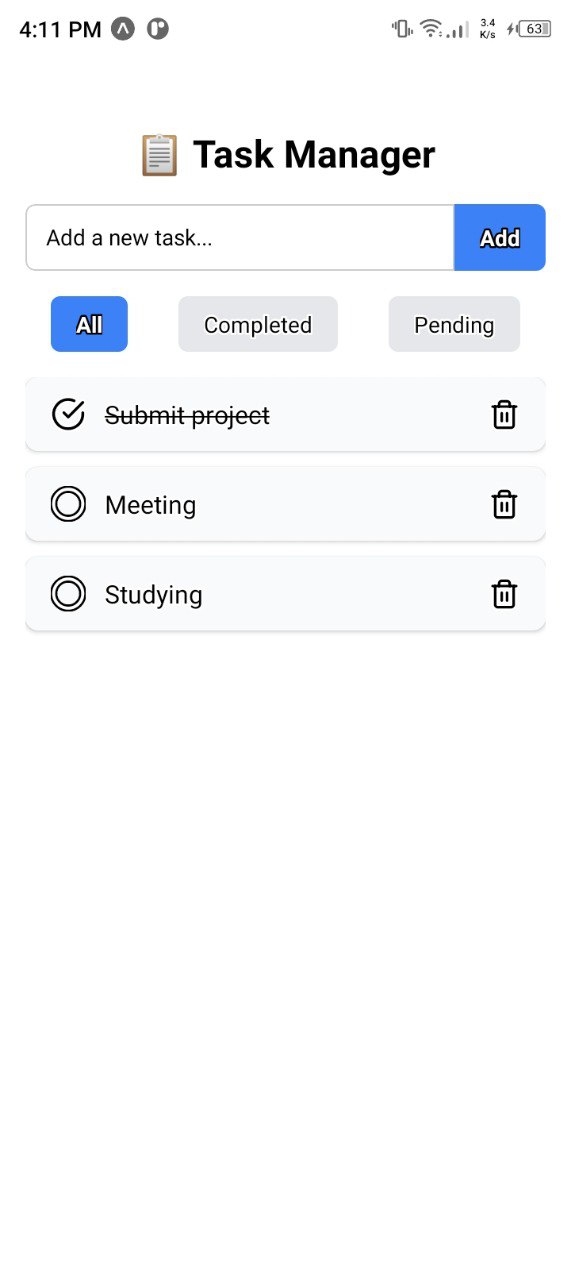 4:11 PM
3.4
K/s
63
📋 Task Manager
Add a new task...
Add
All
Completed
Pending
Submit project
Meeting
Studying